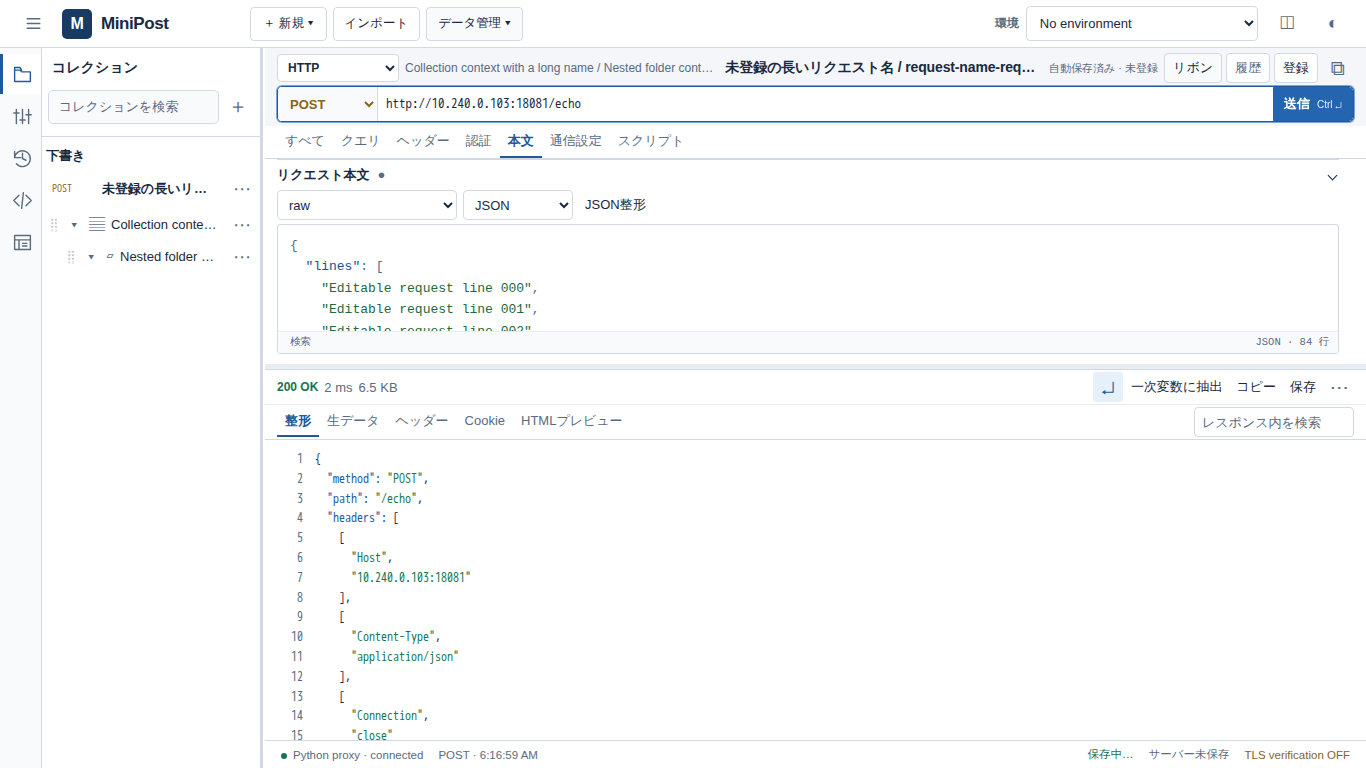 M MiniPost ＋ 新規 ▾ インポート データ管理 ▾ 環境 No environment
コレクション
コレクションを検索 +
下書き
POST 未登録の長いリ… ···
Collection conte… ···
Nested folder … ···
HTTP Collection context with a long name / Nested folder cont… 未登録の長いリクエスト名 / request-name-req… 自動保存済み · 未登録 リボン 履歴 登録
POST http://10.240.0.103:18081/echo 送信 Ctrl ↵
すべて クエリ ヘッダー 認証 本文 通信設定 スクリプト
リクエスト本文 ●
raw JSON JSON整形
{
"lines": [
"Editable request line 000",
"Editable request line 001",
"Editable request line 002"
検索 JSON · 84 行
200 OK 2 ms 6.5 KB 一次変数に抽出 コピー 保存 ···
整形 生データ ヘッダー Cookie HTMLプレビュー レスポンス内を検索
1 {
2 "method": "POST",
3 "path": "/echo",
4 "headers": [
5 [
6 "Host",
7 "10.240.0.103:18081"
8 ],
9 [
10 "Content-Type",
11 "application/json"
12 ],
13 [
14 "Connection",
15 "close"
Python proxy · connected POST · 6:16:59 AM 保存中… サーバー未保存 TLS verification OFF